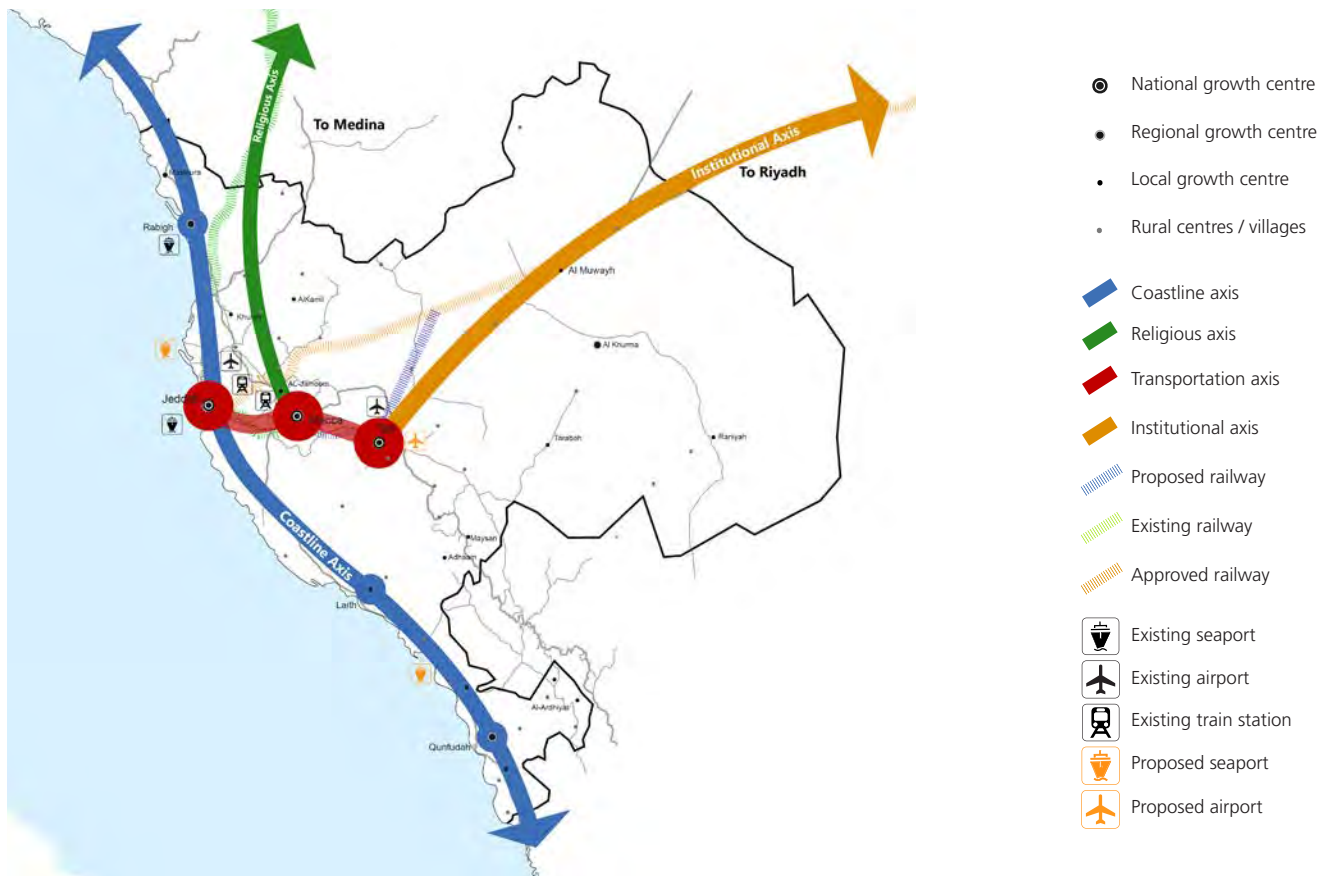 Religious Axis
To Medina
Institutional Axis
To Riyadh
Rabigh
AlKamil
Al Muwayh
Al Khurma
AL-Jamoom
Raniyah
Maysan
Adham
Coastline Axis
Laith
Al-Ardhiyat
Qunfudah
National growth centre
Regional growth centre
Local growth centre
Rural centres / villages
Coastline axis
Religious axis
Transportation axis
Institutional axis
Proposed railway
Existing railway
Approved railway
Existing seaport
Existing airport
Existing train station
Proposed seaport
Proposed airport